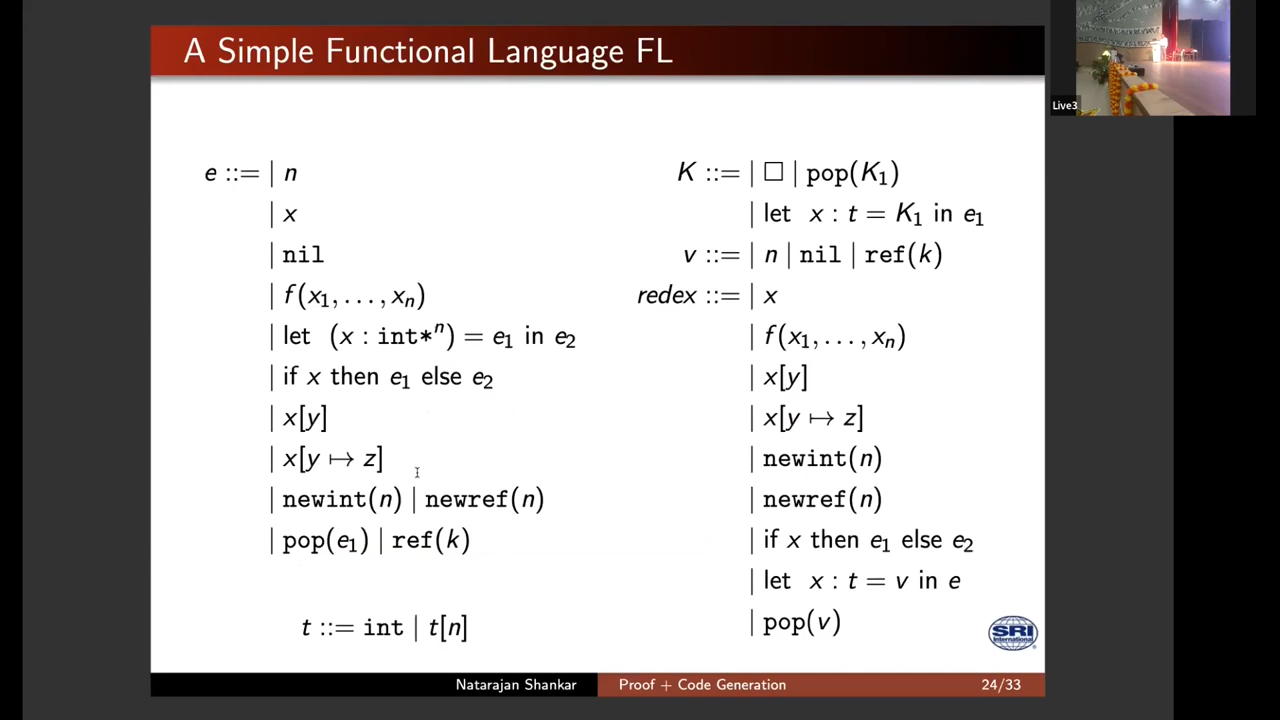 A Simple Functional Language FL
Live3
e ::= | n
| x
| nil
| f(x₁, . . . , xₙ)
| let (x : int*ⁿ) = e₁ in e₂
| if x then e₁ else e₂
| x[y]
| x[y ↦ z]
| newint(n) | newref(n)
| pop(e₁) | ref(k)
t ::= int | t[n]
K ::= | □ | pop(K₁)
| let x : t = K₁ in e₁
v ::= | n | nil | ref(k)
redex ::= | x
| f(x₁, . . . , xₙ)
| x[y]
| x[y ↦ z]
| newint(n)
| newref(n)
| if x then e₁ else e₂
| let x : t = v in e
| pop(v)
SRI
International
Natarajan Shankar
Proof + Code Generation
24/33